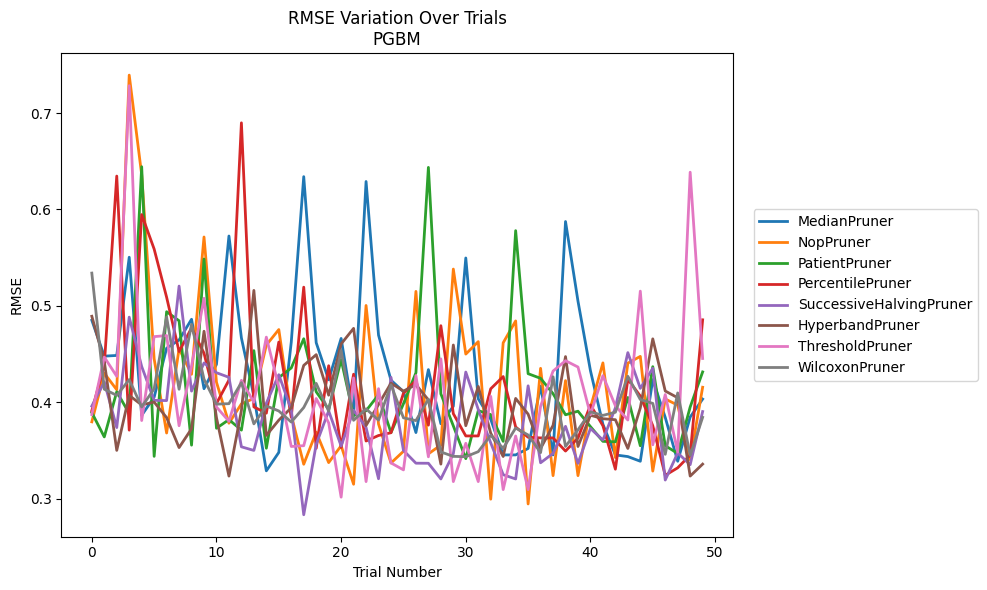 RMSE Variation Over Trials
PGBM
RMSE
0.7
0.6
0.5
0.4
0.3
0
10
20
30
40
50
Trial Number
MedianPruner
NopPruner
PatientPruner
PercentilePruner
SuccessiveHalvingPruner
HyperbandPruner
ThresholdPruner
WilcoxonPruner